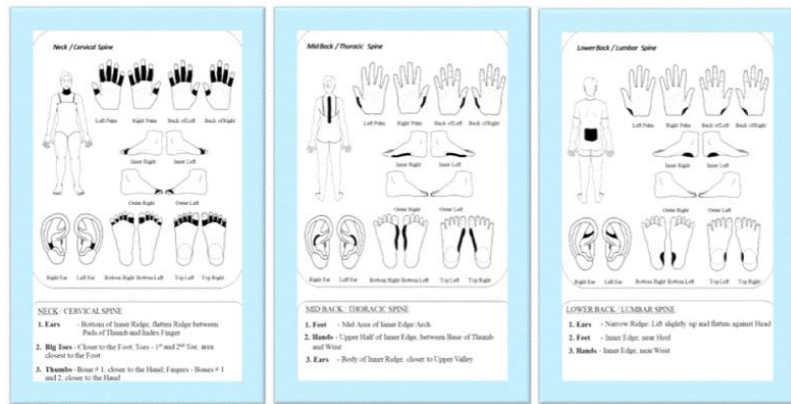 Neck / Cervical Spine
Left Palm Right Palm Back of Left Back of Right
Inner Right Inner Left
Outer Right Outer Left
Right Ear Left Ear Bottom Right Bottom Left Top Left Top Right
NECK / CERVICAL SPINE
1. Ears - Bottom of Inner Ridge, flatten Ridge between
Pads of Thumb and Index Finger
2. Big Toes - Closer to the Foot; Toes - 1st and 2nd Toe, area
closest to the Foot
3. Thumbs - Bone # 1, closer to the Hand; Fingers - Bones # 1
and 2, closer to the Hand
Mid Back / Thoracic Spine
Left Palm Right Palm Back of Left Back of Right
Inner Right Inner Left
Outer Right Outer Left
Right Ear Left Ear Bottom Right Bottom Left Top Left Top Right
MID BACK / THORACIC SPINE
1. Feet - Mid Area of Inner Edge/Arch
2. Hands - Upper Half of Inner Edge, between Base of Thumb
and Wrist
3. Ears - Body of Inner Ridge, closer to Upper Valley
Lower Back / Lumbar Spine
Left Palm Right Palm Back of Left Back of Right
Inner Right Inner Left
Outer Right Outer Left
Right Ear Left Ear Bottom Right Bottom Left Top Left Top Right
LOWER BACK / LUMBAR SPINE
1. Ears - Narrow Ridge: Lift slightly up and flatten against Head
2. Feet - Inner Edge, near Heel
3. Hands - Inner Edge, near Wrist